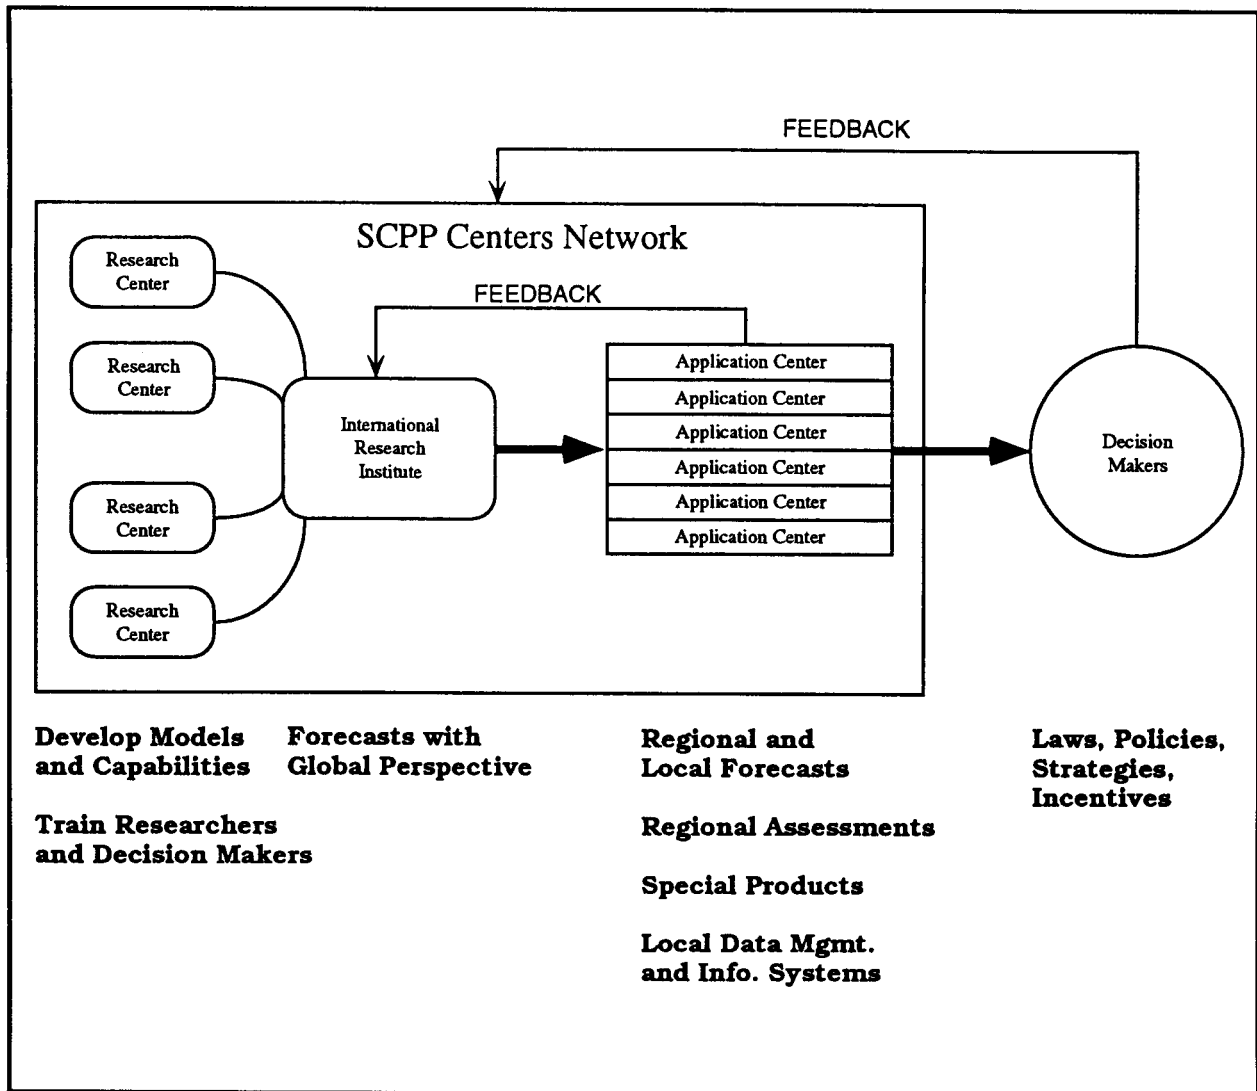 FEEDBACK
SCPP Centers Network
FEEDBACK
Research
Center
Research
Center
Research
Center
Research
Center
International
Research
Institute
Application Center
Application Center
Application Center
Application Center
Application Center
Application Center
Decision
Makers
Develop Models
and Capabilities
Train Researchers
and Decision Makers
Forecasts with
Global Perspective
Regional and
Local Forecasts
Regional Assessments
Special Products
Local Data Mgmt.
and Info. Systems
Laws, Policies,
Strategies,
Incentives